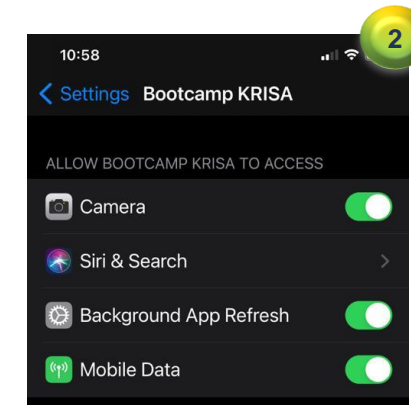 2
10:58
Settings Bootcamp KRISA
ALLOW BOOTCAMP KRISA TO ACCESS
Camera
Siri & Search
Background App Refresh
Mobile Data